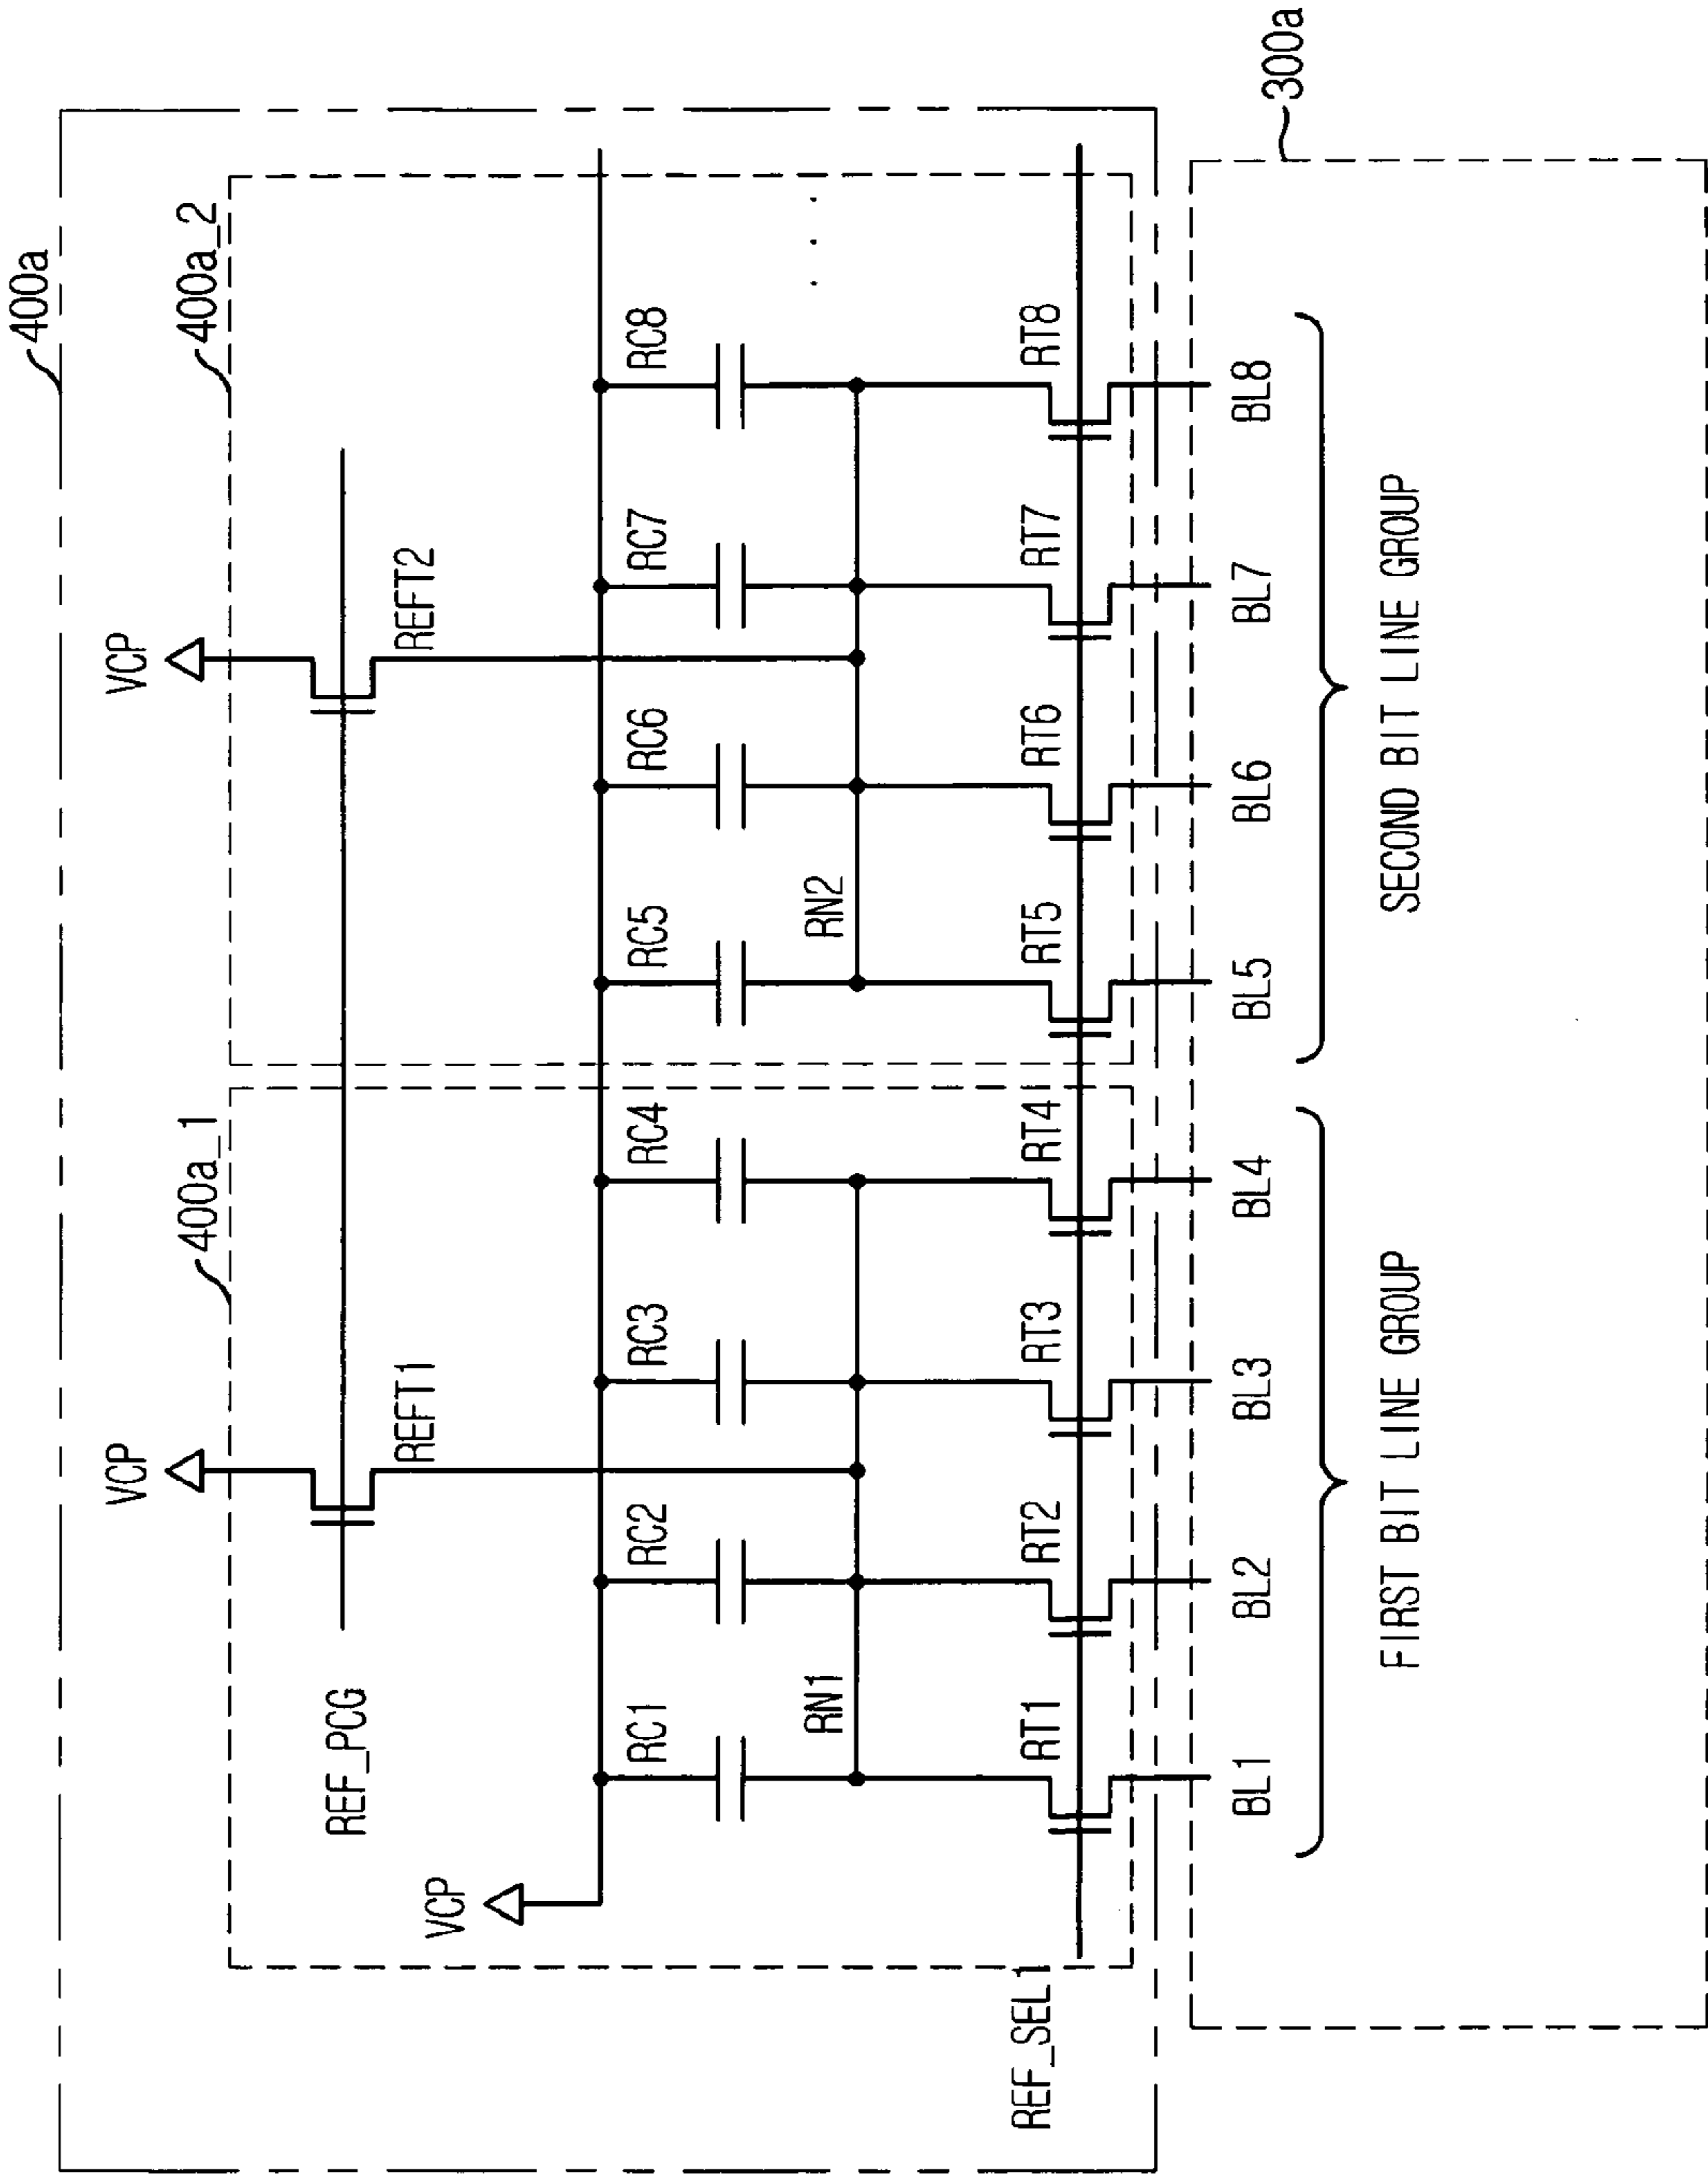 400a
400a_1
400a_2
VCP
VCP
REFT1
REFT2
REF_PCG
VCP
RC1
RC2
RC3
RC4
RC5
RC6
RC7
RC8
RN1
RN2
. . .
RT1
RT2
RT3
RT4
RT5
RT6
RT7
RT8
REF_SEL1
BL1
BL2
BL3
BL4
BL5
BL6
BL7
BL8
300a
FIRST BIT LINE GROUP
SECOND BIT LINE GROUP